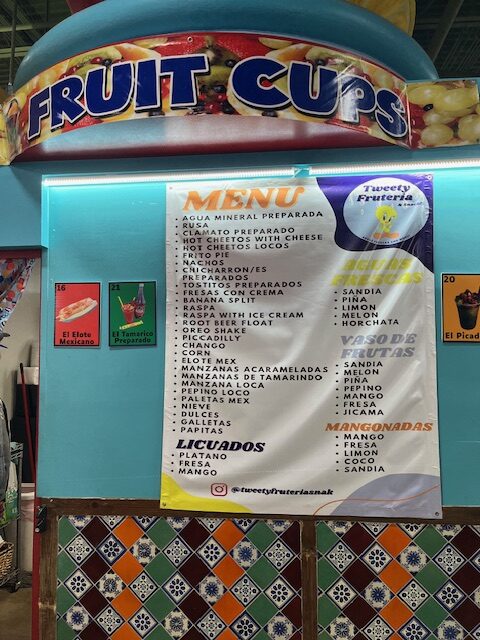 FRUIT CUPS
MENU
AGUA MINERAL PREPARADA
RUSA
CLAMATO PREPARADO
HOT CHEETOS WITH CHEESE
HOT CHEETOS LOCOS
FRITO PIE
NACHOS
CHICHARRON/ES
PREPARADOS
TOSTITOS PREPARADOS
FRESAS CON CREMA
BANANA SPLIT
RASPA
RASPA WITH ICE CREAM
ROOT BEER FLOAT
OREO SHAKE
PICCADILLY
CHANGO
CORN
ELOTE MEX
MANZANAS ACARAMELADAS
MANZANAS DE TAMARINDO
MANZANA LOCA
PEPINO LOCO
PALETAS MEX
NIEVE
DULCES
GALLETAS
PAPITAS
LICUADOS
PLATANO
FRESA
MANGO
Tweety
Fruteria
AGUAS
FRESCAS
SANDIA
PIÑA
LIMON
MELON
HORCHATA
VASO DE
FRUTAS
SANDIA
MELON
PIÑA
PEPINO
MANGO
FRESA
JICAMA
MANGONADAS
MANGO
FRESA
LIMON
COCO
SANDIA
@tweetyfruteriasnak
16
El Elote
Mexicano
21
El Tamarico
Preparado
20
El Picad